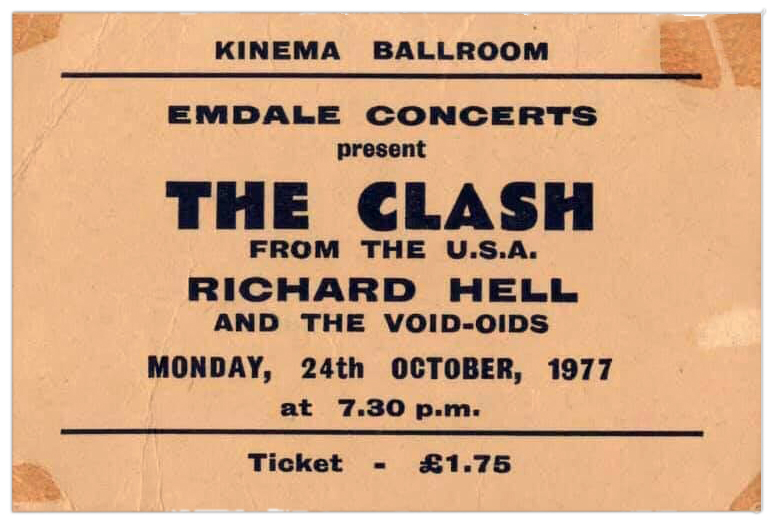 KINEMA BALLROOM
EMDALE CONCERTS
present
THE CLASH
FROM THE U.S.A.
RICHARD HELL
AND THE VOID-OIDS
MONDAY, 24th OCTOBER, 1977
at 7.30 p.m.
Ticket - £1.75